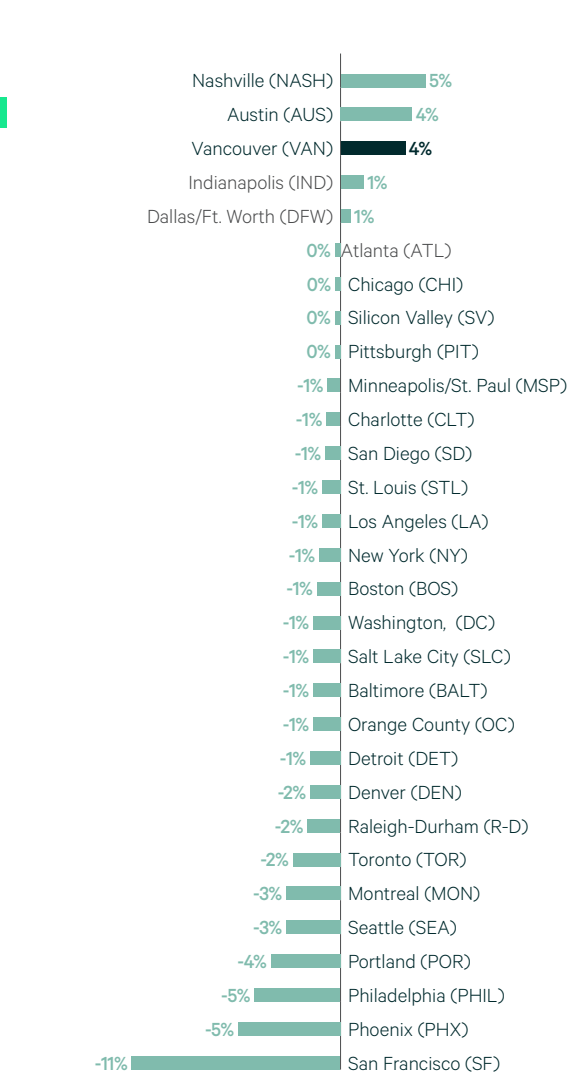 Nashville (NASH) 5%
Austin (AUS) 4%
Vancouver (VAN) 4%
Indianapolis (IND) 1%
Dallas/Ft. Worth (DFW) 1%
0% Atlanta (ATL)
0% Chicago (CHI)
0% Silicon Valley (SV)
0% Pittsburgh (PIT)
-1% Minneapolis/St. Paul (MSP)
-1% Charlotte (CLT)
-1% San Diego (SD)
-1% St. Louis (STL)
-1% Los Angeles (LA)
-1% New York (NY)
-1% Boston (BOS)
-1% Washington,  (DC)
-1% Salt Lake City (SLC)
-1% Baltimore (BALT)
-1% Orange County (OC)
-1% Detroit (DET)
-2% Denver (DEN)
-2% Raleigh-Durham (R-D)
-2% Toronto (TOR)
-3% Montreal (MON)
-3% Seattle (SEA)
-4% Portland (POR)
-5% Philadelphia (PHIL)
-5% Phoenix (PHX)
-11% San Francisco (SF)